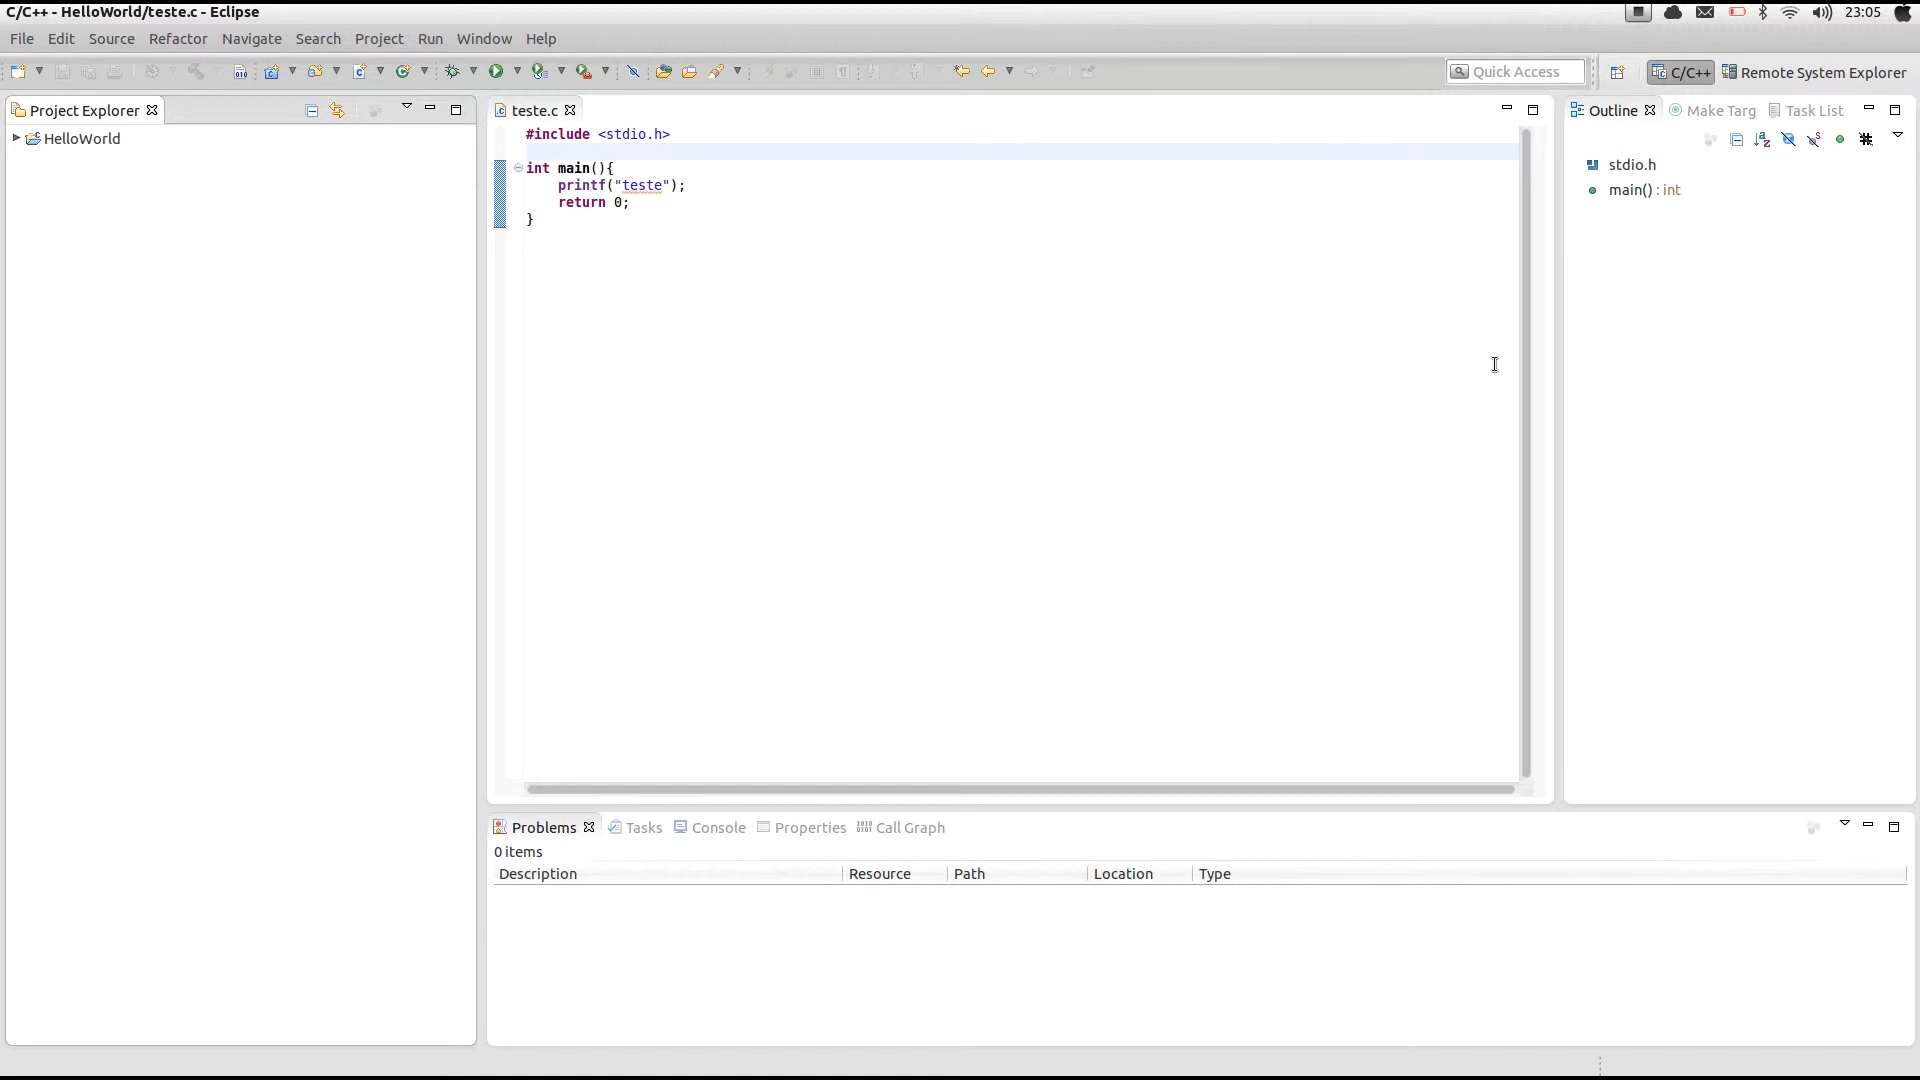 C/C++ - HelloWorld/teste.c - Eclipse
23:05
File Edit Source Refactor Navigate Search Project Run Window Help
Quick Access
C/C++
Remote System Explorer
Project Explorer
HelloWorld
teste.c
#include <stdio.h>
int main(){
printf("teste");
return 0;
}
Outline Make Targ Task List
stdio.h
main() : int
Problems Tasks Console Properties Call Graph
0 items
Description Resource Path Location Type